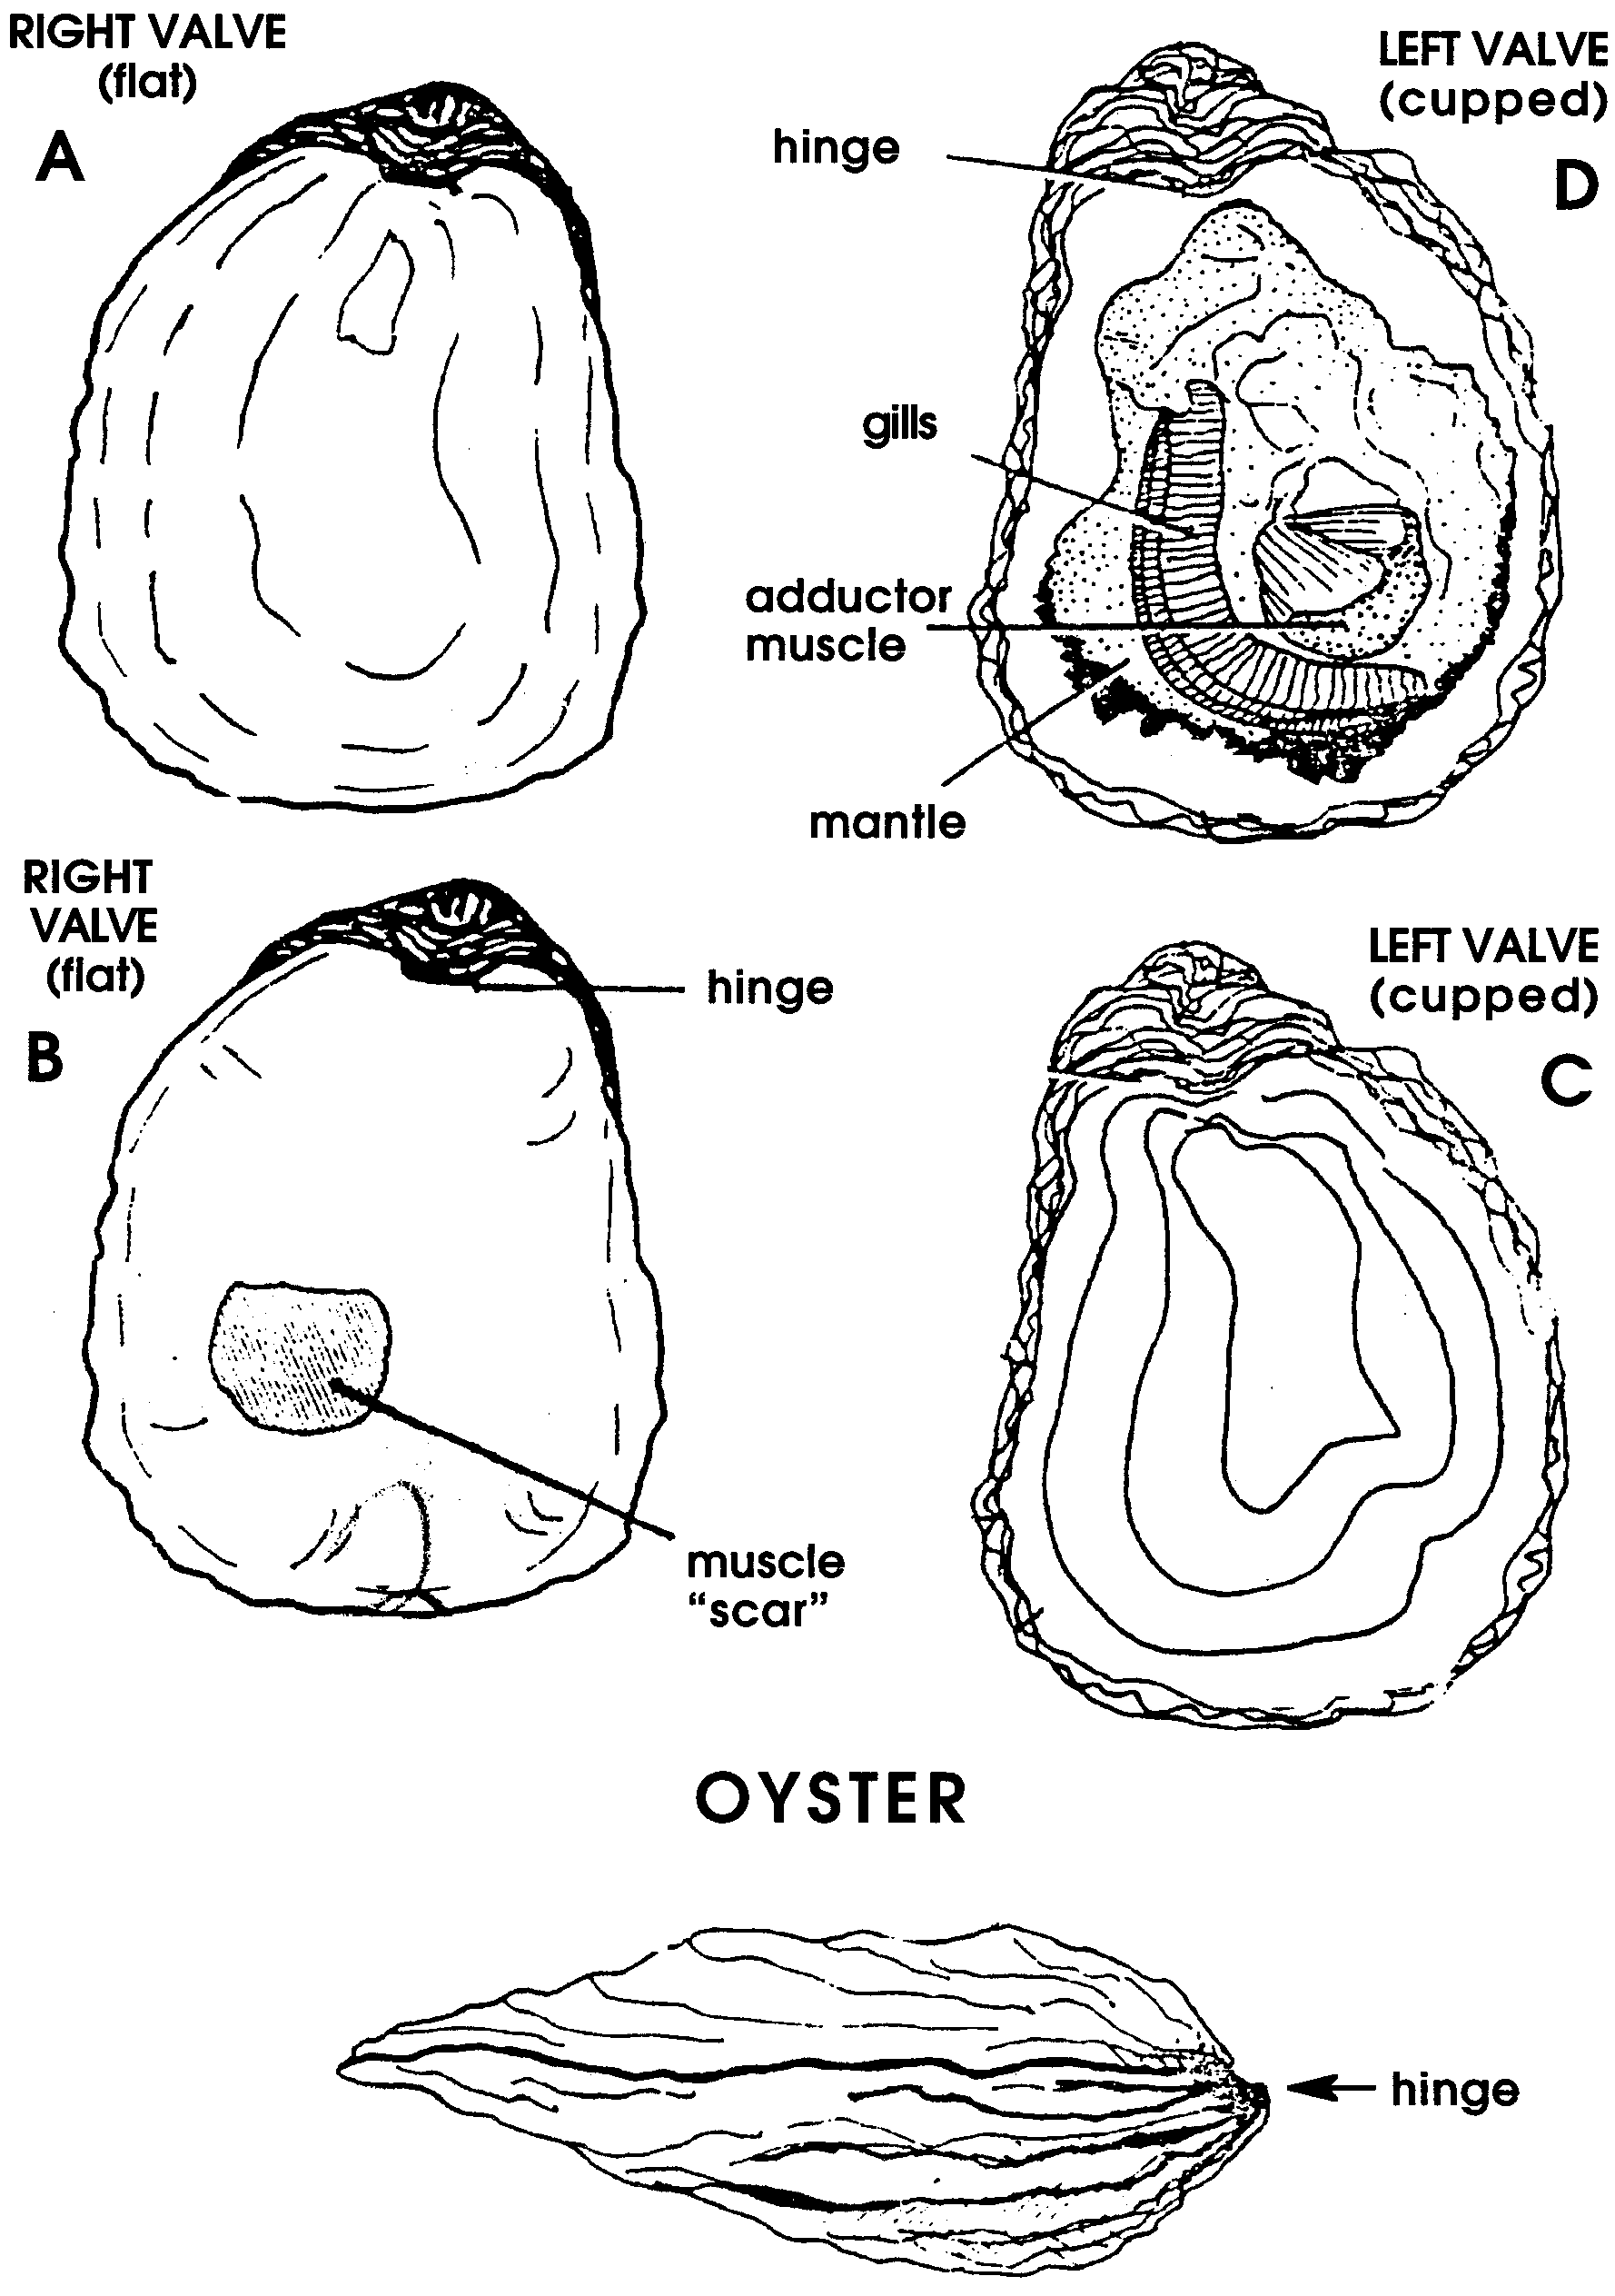 RIGHT VALVE
(flat)
A
LEFT VALVE
(cupped)
D
hinge
gills
adductor
muscle
mantle
RIGHT
VALVE
(flat)
B
hinge
muscle
“scar”
LEFT VALVE
(cupped)
C
OYSTER
hinge